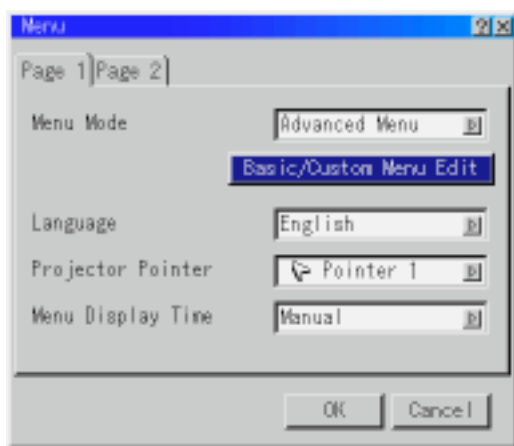 Menu
Page 1 Page 2
Menu Mode Advanced Menu
Basic/Custom Menu Edit
Language English
Projector Pointer Pointer 1
Menu Display Time Manual
OK Cancel